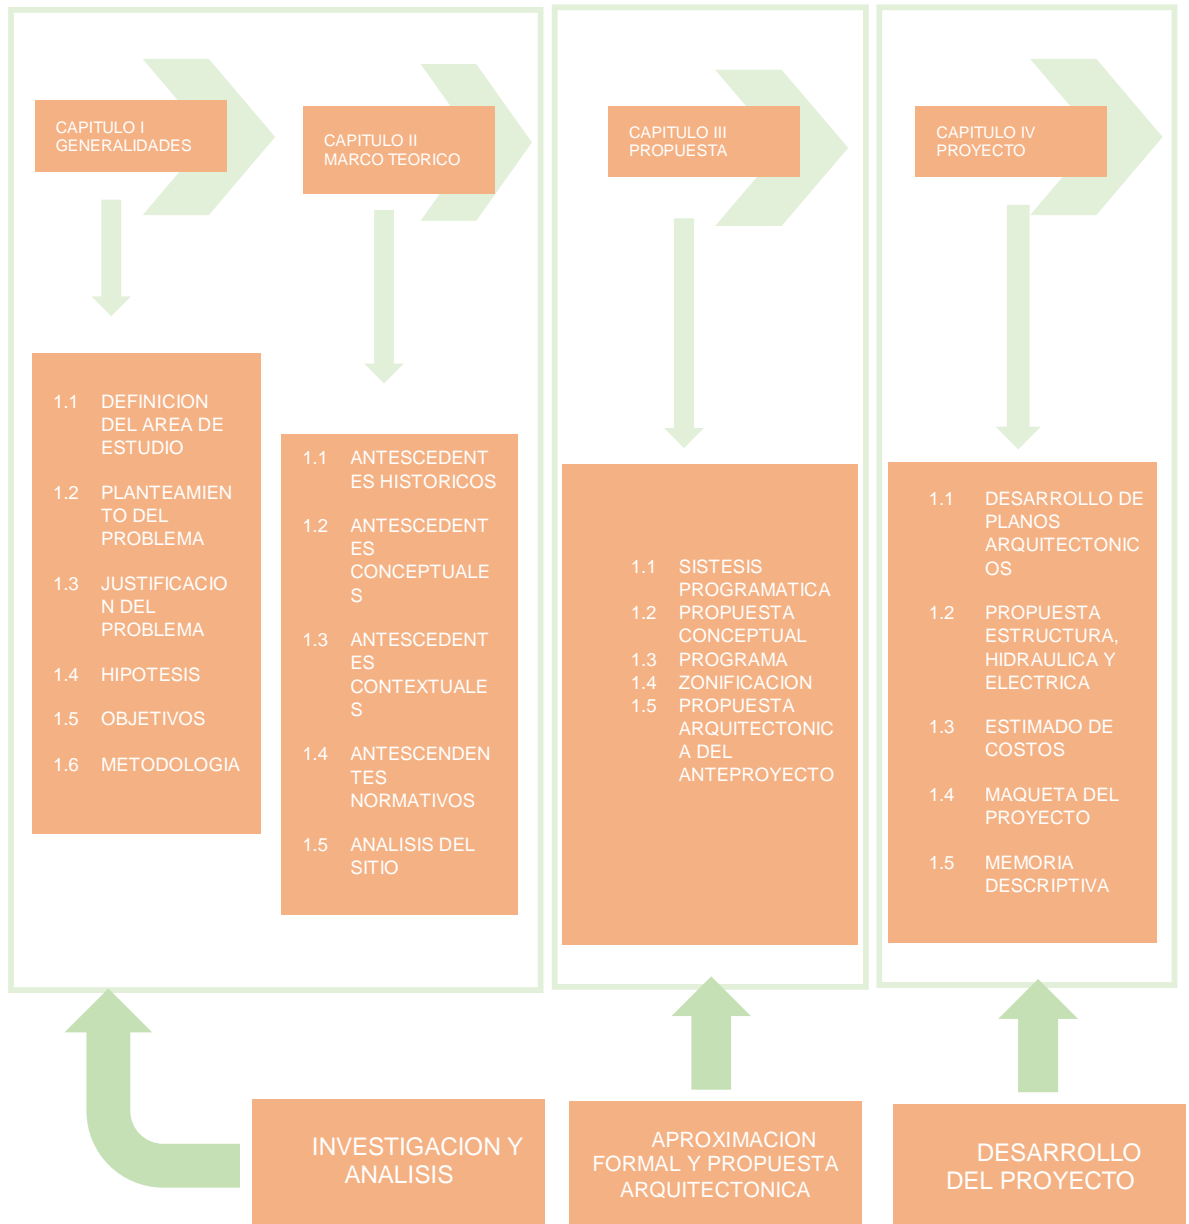 CAPITULO I
GENERALIDADES
CAPITULO II
MARCO TEORICO
CAPITULO III
PROPUESTA
CAPITULO IV
PROYECTO
1.1 DEFINICION
DEL AREA DE
ESTUDIO
1.2 PLANTEAMIEN
TO DEL
PROBLEMA
1.3 JUSTIFICACIO
N DEL
PROBLEMA
1.4 HIPOTESIS
1.5 OBJETIVOS
1.6 METODOLOGIA
1.1 ANTESCEDENT
ES HISTORICOS
1.2 ANTESCEDENT
ES
CONCEPTUALE
S
1.3 ANTESCEDENT
ES
CONTEXTUALE
S
1.4 ANTESCENDEN
TES
NORMATIVOS
1.5 ANALISIS DEL
SITIO
1.1 SISTESIS
PROGRAMATICA
1.2 PROPUESTA
CONCEPTUAL
1.3 PROGRAMA
1.4 ZONIFICACION
1.5 PROPUESTA
ARQUITECTONIC
A DEL
ANTEPROYECTO
1.1 DESARROLLO DE
PLANOS
ARQUITECTONIC
OS
1.2 PROPUESTA
ESTRUCTURA,
HIDRAULICA Y
ELECTRICA
1.3 ESTIMADO DE
COSTOS
1.4 MAQUETA DEL
PROYECTO
1.5 MEMORIA
DESCRIPTIVA
INVESTIGACION Y
ANALISIS
APROXIMACION
FORMAL Y PROPUESTA
ARQUITECTONICA
DESARROLLO
DEL PROYECTO